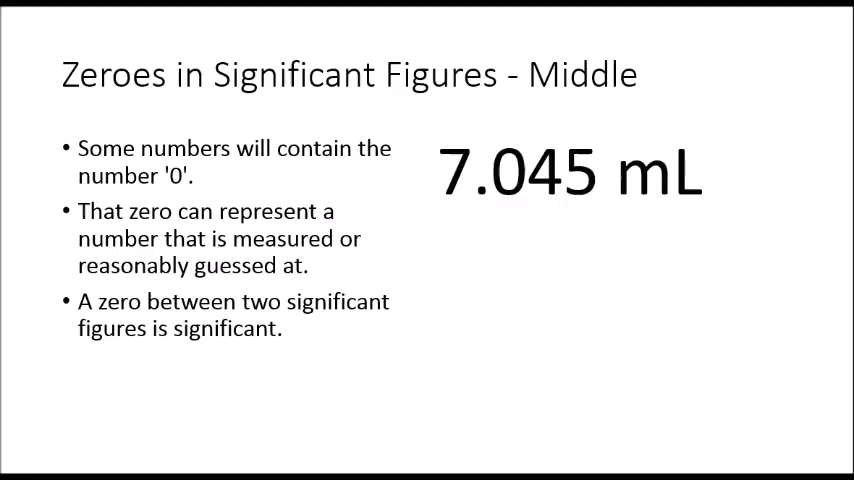 Zeroes in Significant Figures - Middle
• Some numbers will contain the
number '0'.
• That zero can represent a
number that is measured or
reasonably guessed at.
• A zero between two significant
figures is significant.
7.045 mL